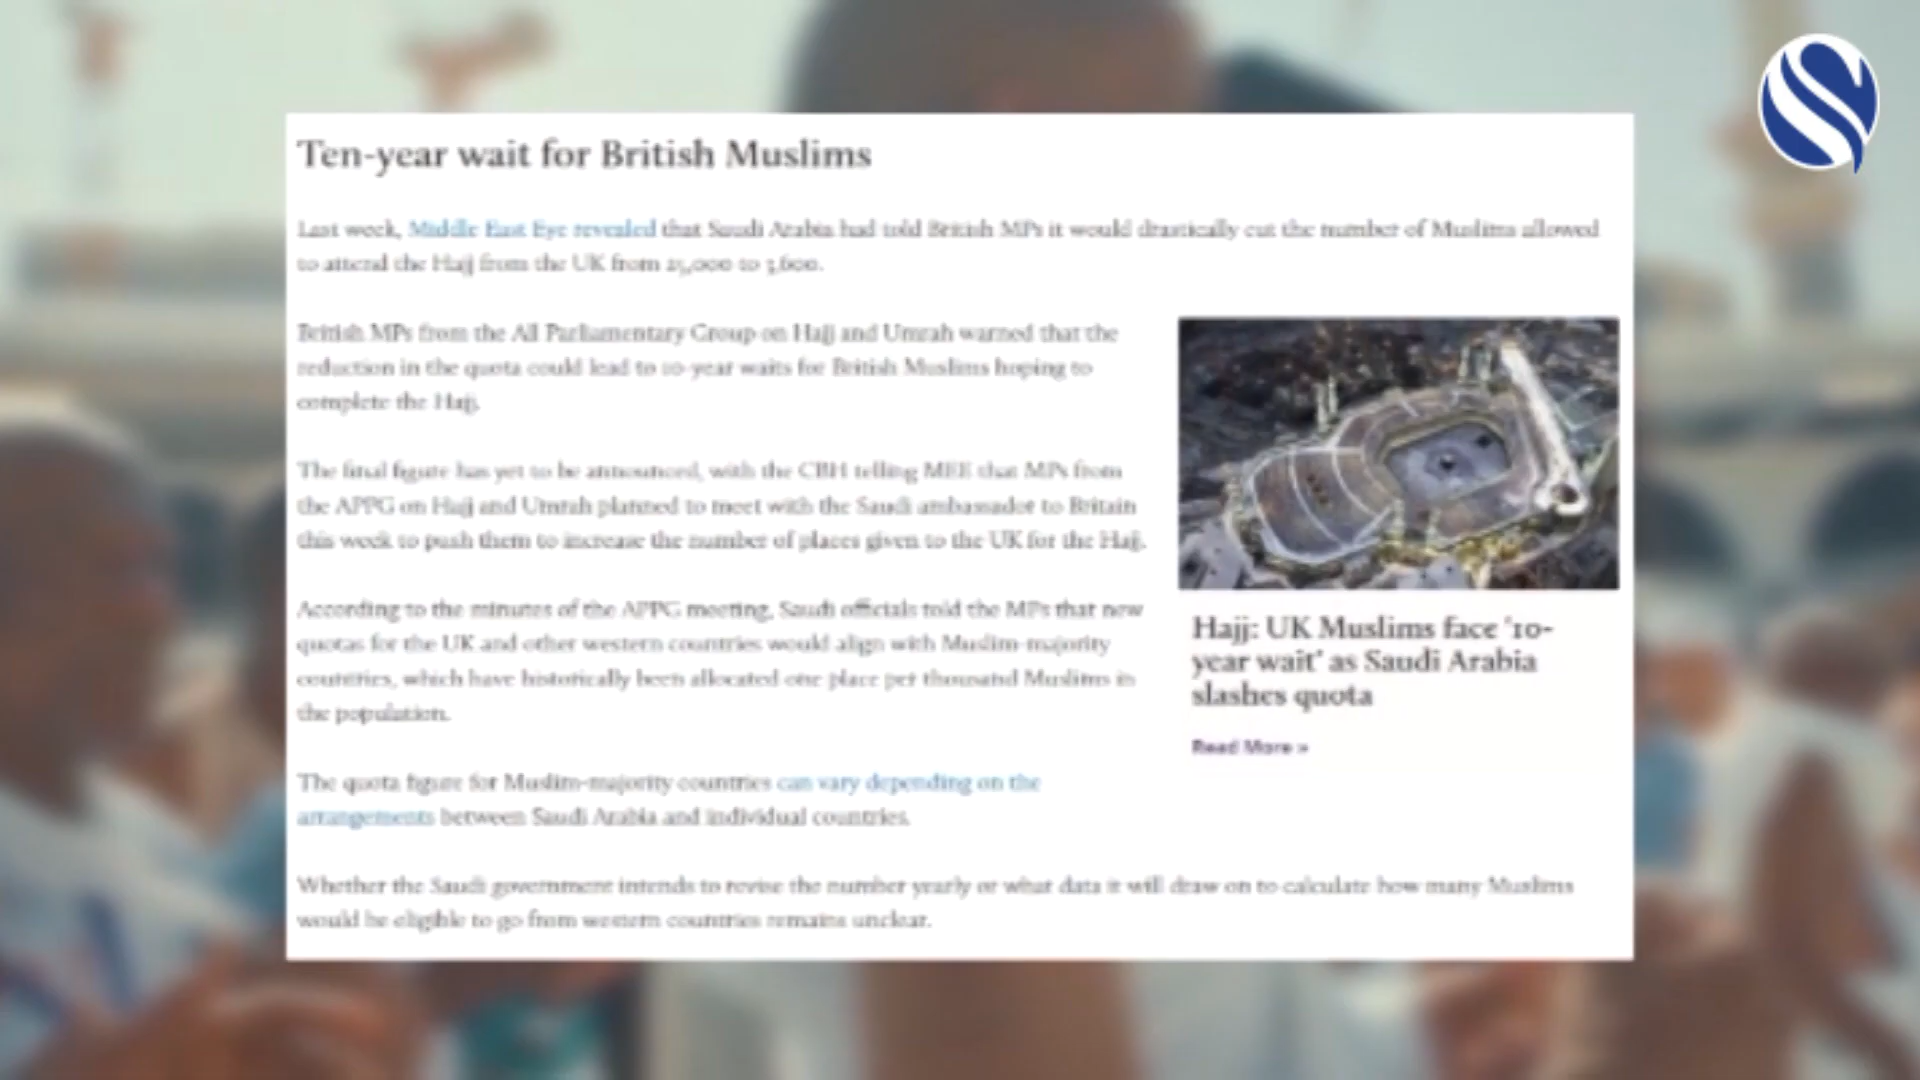 Ten-year wait for British Muslims
Last week, Middle East Eye revealed that Saudi Arabia had told British MPs it would drastically cut the number of Muslims allowed
to attend the Hajj from the UK from 25,000 to 3,600.
British MPs from the All Parliamentary Group on Hajj and Umrah warned that the
reduction in the quota could lead to 10-year waits for British Muslims hoping to
complete the Hajj.
The final figure has yet to be announced, with the CBH telling MEE that MPs from
the APPG on Hajj and Umrah planned to meet with the Saudi ambassador to Britain
this week to push them to increase the number of places given to the UK for the Hajj.
According to the minutes of the APPG meeting, Saudi officials told the MPs that new
quotas for the UK and other western countries would align with Muslim-majority
countries, which have historically been allocated one place per thousand Muslims in
the population.
The quota figure for Muslim-majority countries can vary depending on the
arrangements between Saudi Arabia and individual countries.
Whether the Saudi government intends to revise the number yearly or what data it will draw on to calculate how many Muslims
would be eligible to go from western countries remains unclear.
Hajj: UK Muslims face '10-
year wait' as Saudi Arabia
slashes quota
Read More »